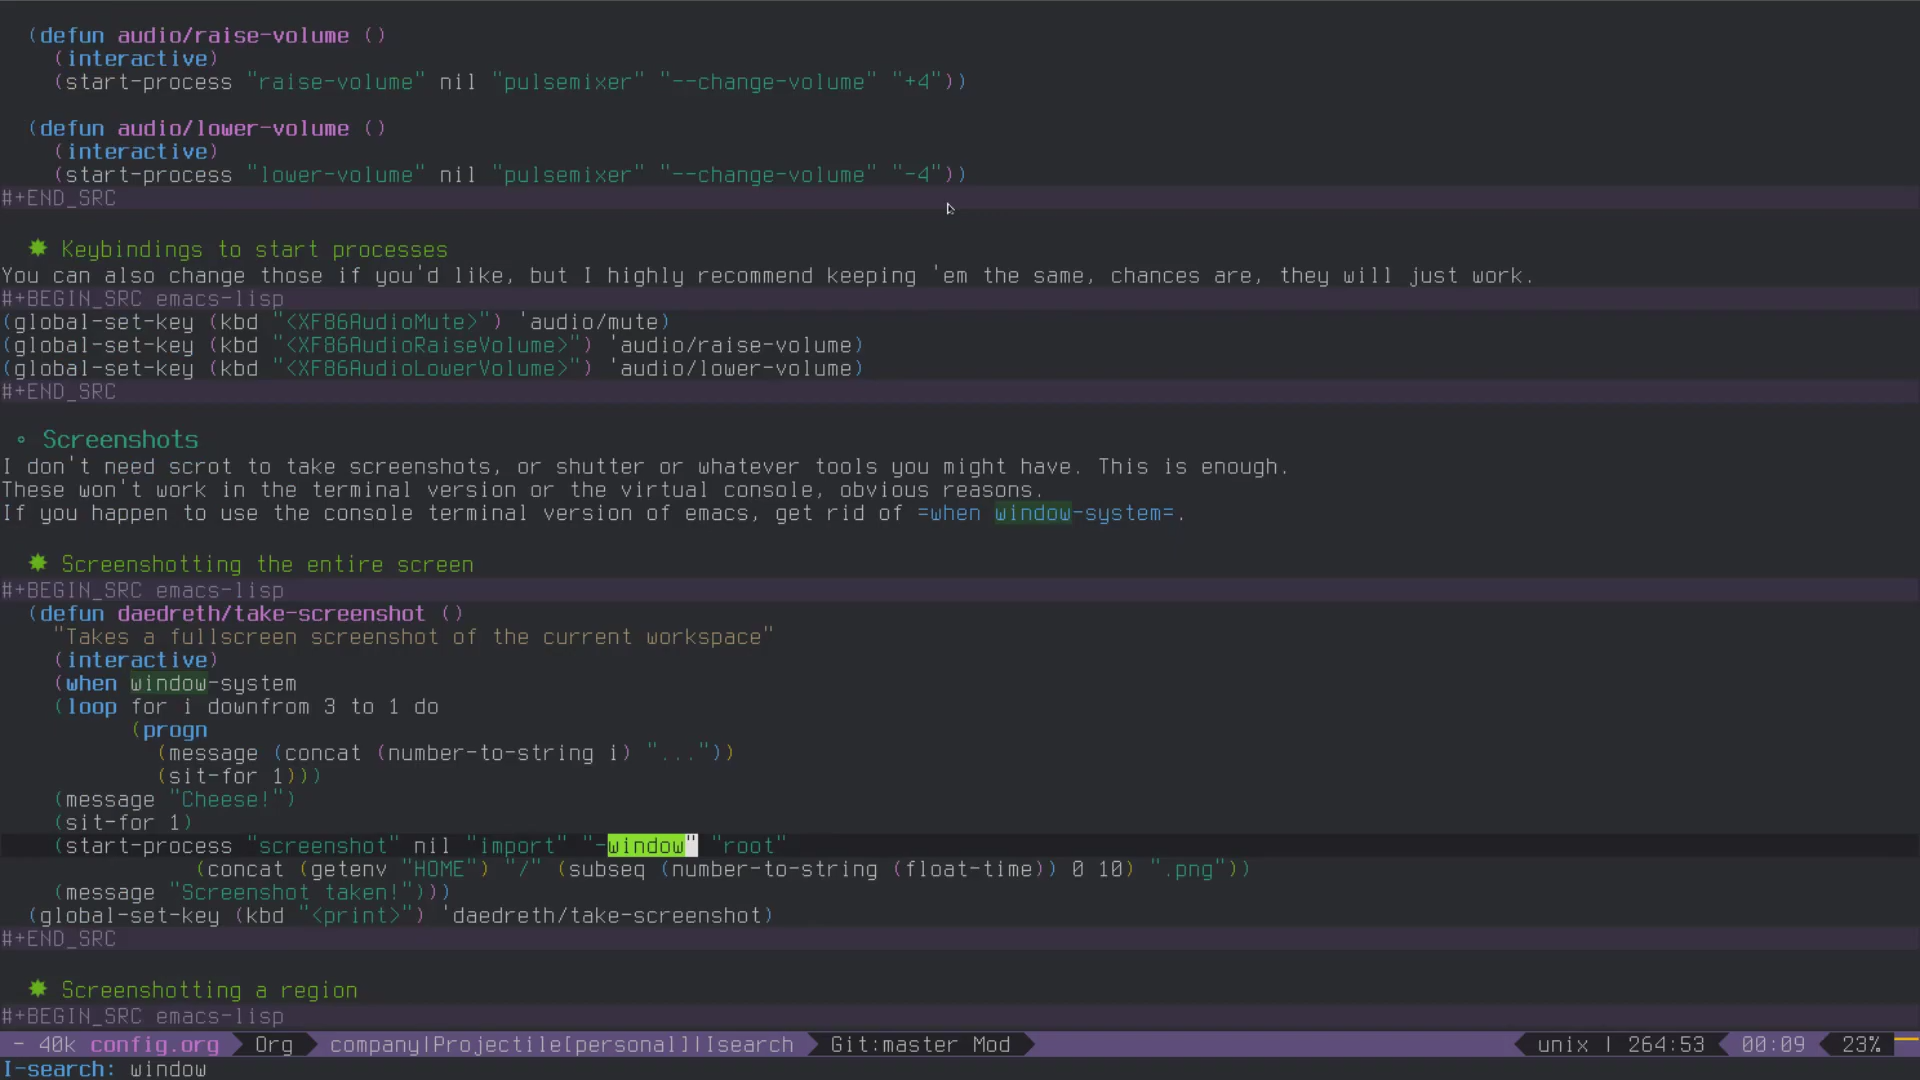 (defun audio/raise-volume ()
(interactive)
(start-process "raise-volume" nil "pulsemixer" "--change-volume" "+4"))
(defun audio/lower-volume ()
(interactive)
(start-process "lower-volume" nil "pulsemixer" "--change-volume" "-4"))
#+END_SRC
✸ Keybindings to start processes
You can also change those if you'd like, but I highly recommend keeping 'em the same, chances are, they will just work.
#+BEGIN_SRC emacs-lisp
(global-set-key (kbd "<XF86AudioMute>") 'audio/mute)
(global-set-key (kbd "<XF86AudioRaiseVolume>") 'audio/raise-volume)
(global-set-key (kbd "<XF86AudioLowerVolume>") 'audio/lower-volume)
#+END_SRC
◦ Screenshots
I don't need scrot to take screenshots, or shutter or whatever tools you might have. This is enough.
These won't work in the terminal version or the virtual console, obvious reasons.
If you happen to use the console terminal version of emacs, get rid of =when window-system=.
✸ Screenshotting the entire screen
#+BEGIN_SRC emacs-lisp
(defun daedreth/take-screenshot ()
"Takes a fullscreen screenshot of the current workspace"
(interactive)
(when window-system
(loop for i downfrom 3 to 1 do
(progn
(message (concat (number-to-string i) "..."))
(sit-for 1)))
(message "Cheese!")
(sit-for 1)
(start-process "screenshot" nil "import" "-window" "root"
(concat (getenv "HOME") "/" (subseq (number-to-string (float-time)) 0 10) ".png"))
(message "Screenshot taken!")))
(global-set-key (kbd "<print>") 'daedreth/take-screenshot)
#+END_SRC
✸ Screenshotting a region
#+BEGIN_SRC emacs-lisp
- 40k config.org Org company|Projectile[personal]|Isearch Git:master Mod unix | 264:53 00:09 23%
I-search: window